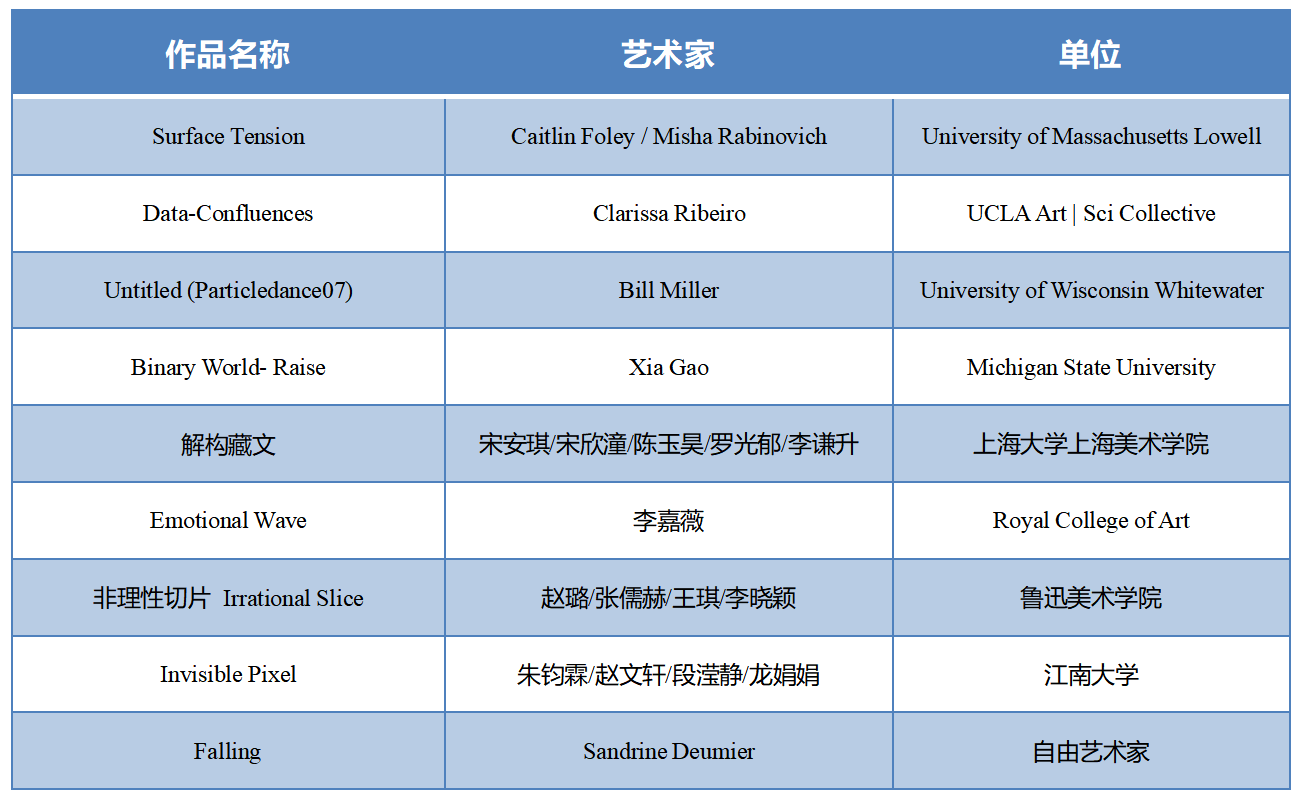 作品名称 艺术家 单位
Surface Tension Caitlin Foley / Misha Rabinovich University of Massachusetts Lowell
Data-Confluences Clarissa Ribeiro UCLA Art | Sci Collective
Untitled (Particledance07) Bill Miller University of Wisconsin Whitewater
Binary World- Raise Xia Gao Michigan State University
解构藏文 宋安琪/宋欣潼/陈玉昊/罗光郁/李谦升 上海大学上海美术学院
Emotional Wave 李嘉薇 Royal College of Art
非理性切片 Irrational Slice 赵璐/张儒赫/王琪/李晓颖 鲁迅美术学院
Invisible Pixel 朱钧霖/赵文轩/段滢静/龙娟娟 江南大学
Falling Sandrine Deumier 自由艺术家